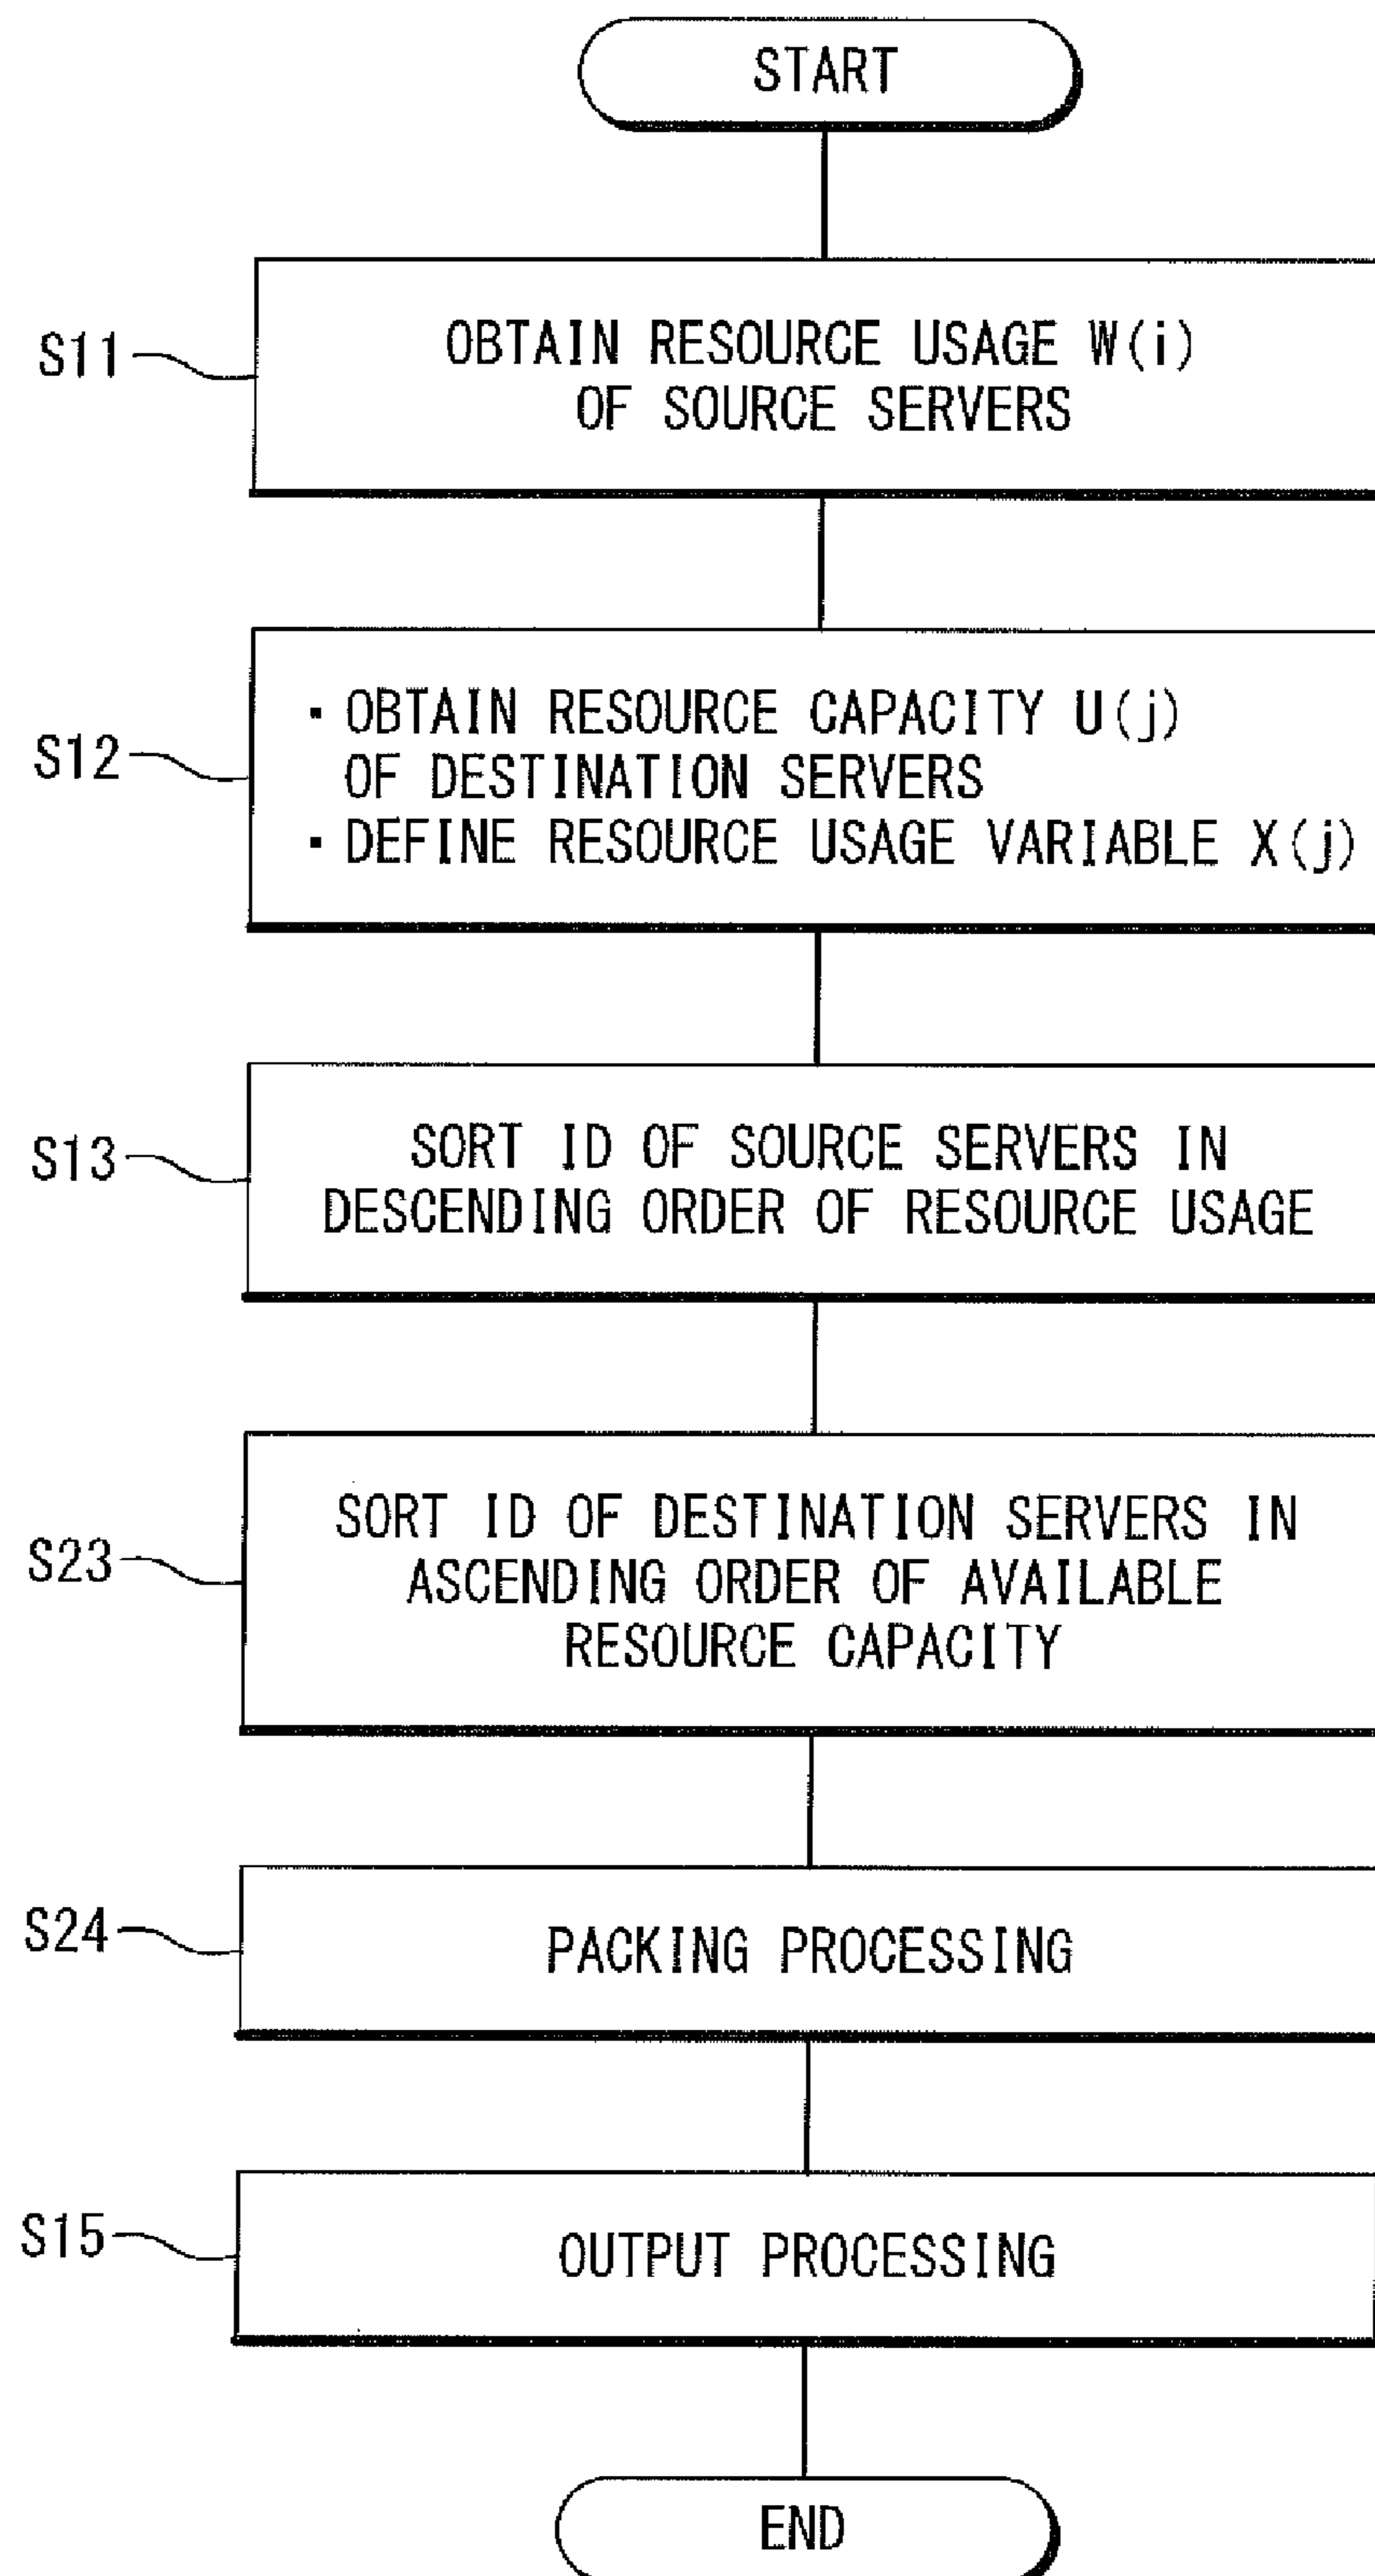 START
S11
OBTAIN RESOURCE USAGE W(i)
OF SOURCE SERVERS
S12
・OBTAIN RESOURCE CAPACITY U(j)
OF DESTINATION SERVERS
・DEFINE RESOURCE USAGE VARIABLE X(j)
S13
SORT ID OF SOURCE SERVERS IN
DESCENDING ORDER OF RESOURCE USAGE
S23
SORT ID OF DESTINATION SERVERS IN
ASCENDING ORDER OF AVAILABLE
RESOURCE CAPACITY
S24
PACKING PROCESSING
S15
OUTPUT PROCESSING
END